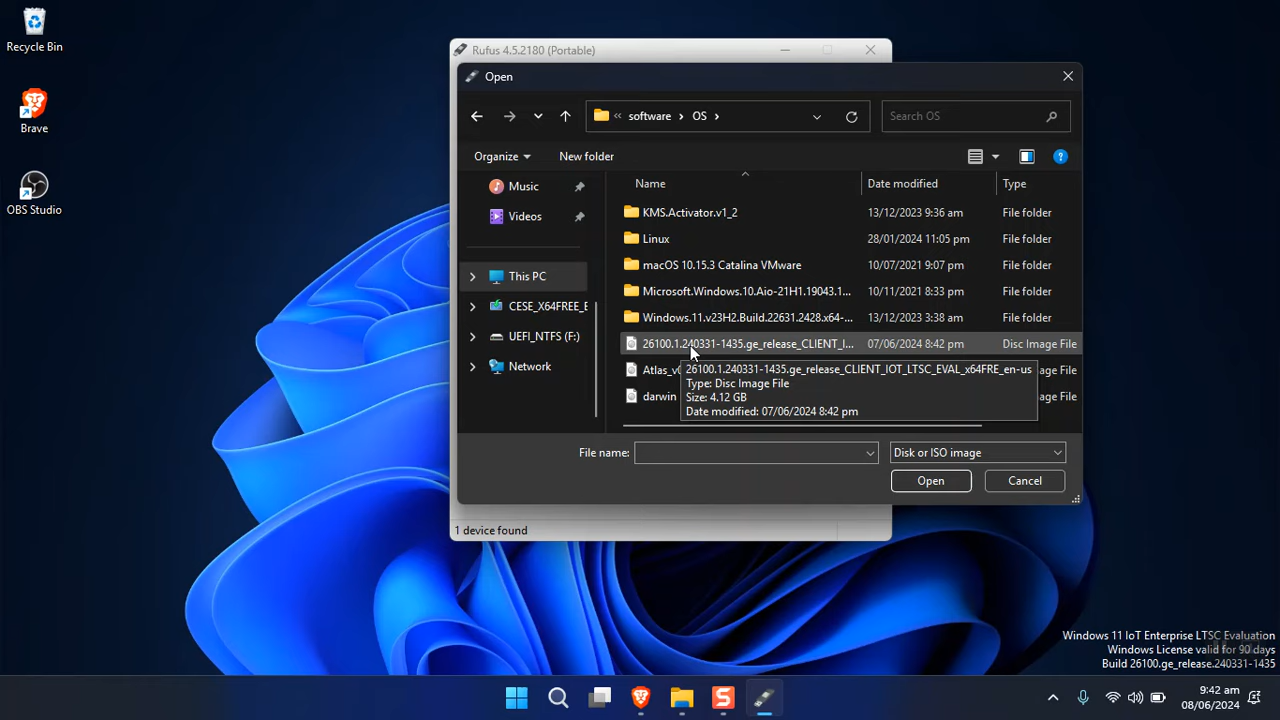 Recycle Bin
Brave
OBS Studio
Rufus 4.5.2180 (Portable)
Open
software
OS
Search OS
Organize
New folder
Name
Date modified
Type
Music
Videos
This PC
CESE_X64FREE_E
UEFI_NTFS (F:)
Network
KMS.Activator.v1_2 13/12/2023 9:36 am File folder
Linux 28/01/2024 11:05 pm File folder
macOS 10.15.3 Catalina VMware 10/07/2021 9:07 pm File folder
Microsoft.Windows.10.Aio-21H1.19043.1... 10/11/2021 8:33 pm File folder
Windows.11.v23H2.Build.22631.2428.x64-... 13/12/2023 3:38 am File folder
26100.1.240331-1435.ge_release_CLIENT_I... 07/06/2024 8:42 pm Disc Image File
Atlas_v0 age File
darwin age File
26100.1.240331-1435.ge_release_CLIENT_IOT_LTSC_EVAL_x64FRE_en-us
Type: Disc Image File
Size: 4.12 GB
Date modified: 07/06/2024 8:42 pm
File name:
Disk or ISO image
Open
Cancel
1 device found
Windows 11 IoT Enterprise LTSC Evaluation
Windows License valid for 90 days
Build 26100.ge_release.240331-1435
9:42 am
08/06/2024